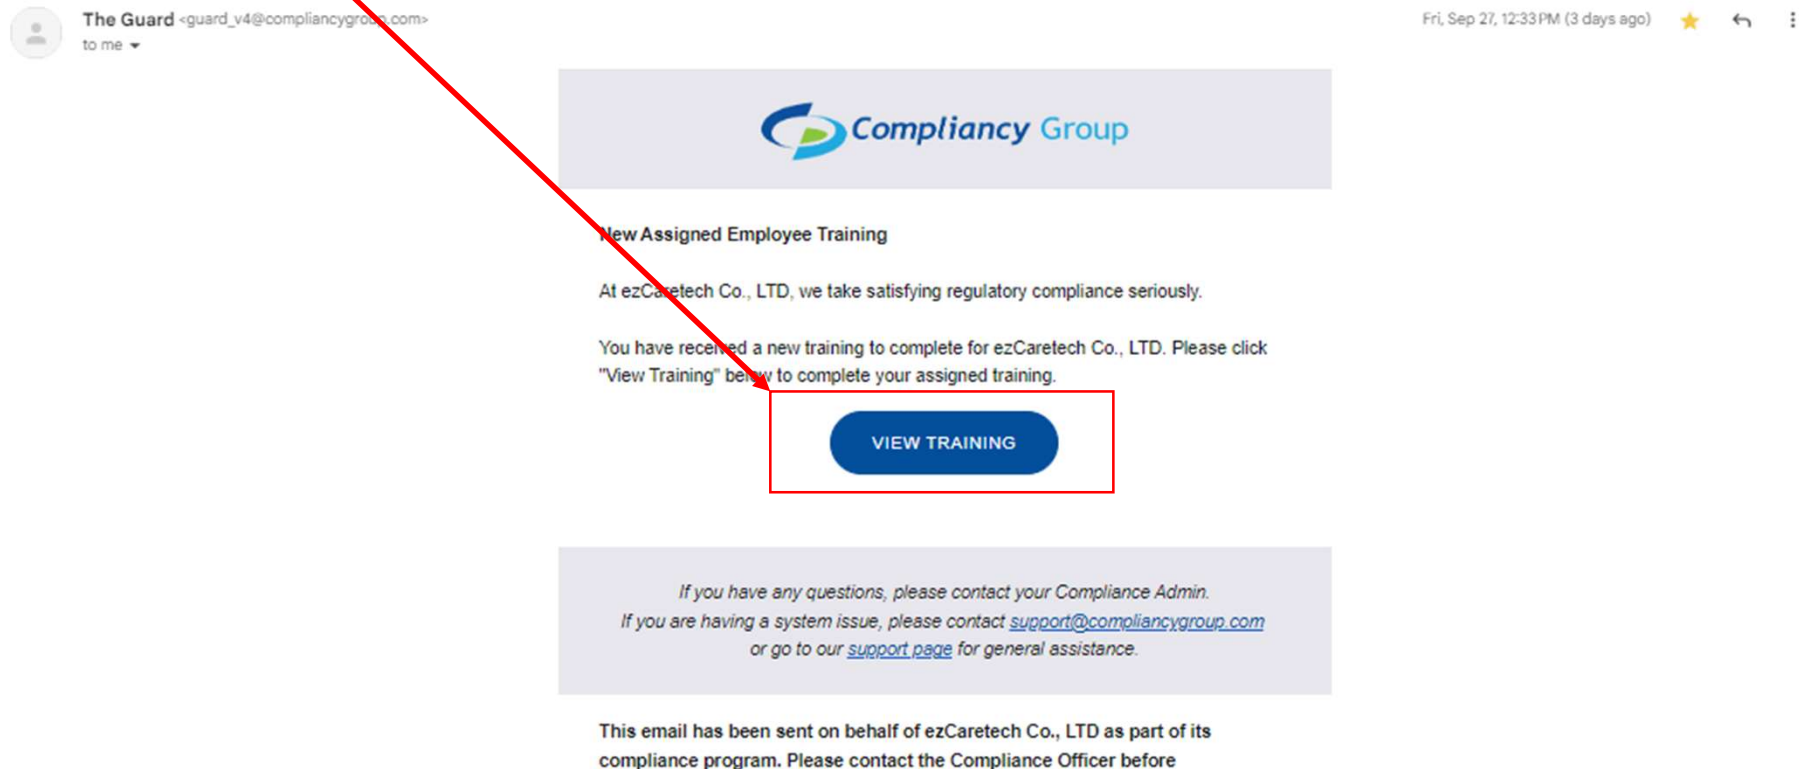 The Guard <guard_v4@compliancygroup.com>
Fri, Sep 27, 12:33 PM (3 days ago)
to me
Compliancy Group
New Assigned Employee Training
At ezCaretech Co., LTD, we take satisfying regulatory compliance seriously.
You have received a new training to complete for ezCaretech Co., LTD. Please click
"View Training" below to complete your assigned training.
VIEW TRAINING
If you have any questions, please contact your Compliance Admin.
If you are having a system issue, please contact support@compliancygroup.com
or go to our support page for general assistance.
This email has been sent on behalf of ezCaretech Co., LTD as part of its
compliance program. Please contact the Compliance Officer before